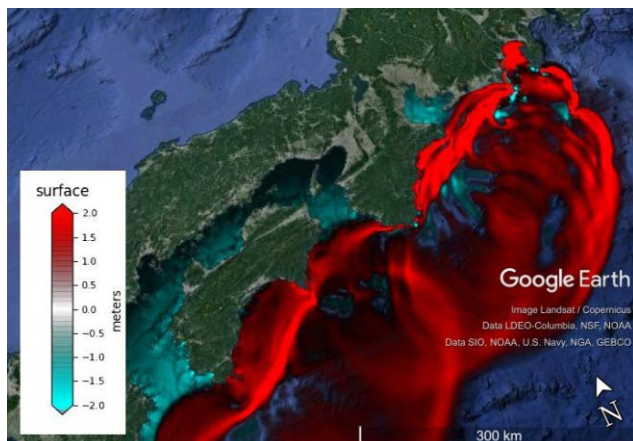 surface
2.0
1.5
1.0
0.5
0.0
−0.5
−1.0
−1.5
−2.0
meters
Google Earth
Image Landsat / Copernicus
Data LDEO-Columbia, NSF, NOAA
Data SIO, NOAA, U.S. Navy, NGA, GEBCO
N
300 km